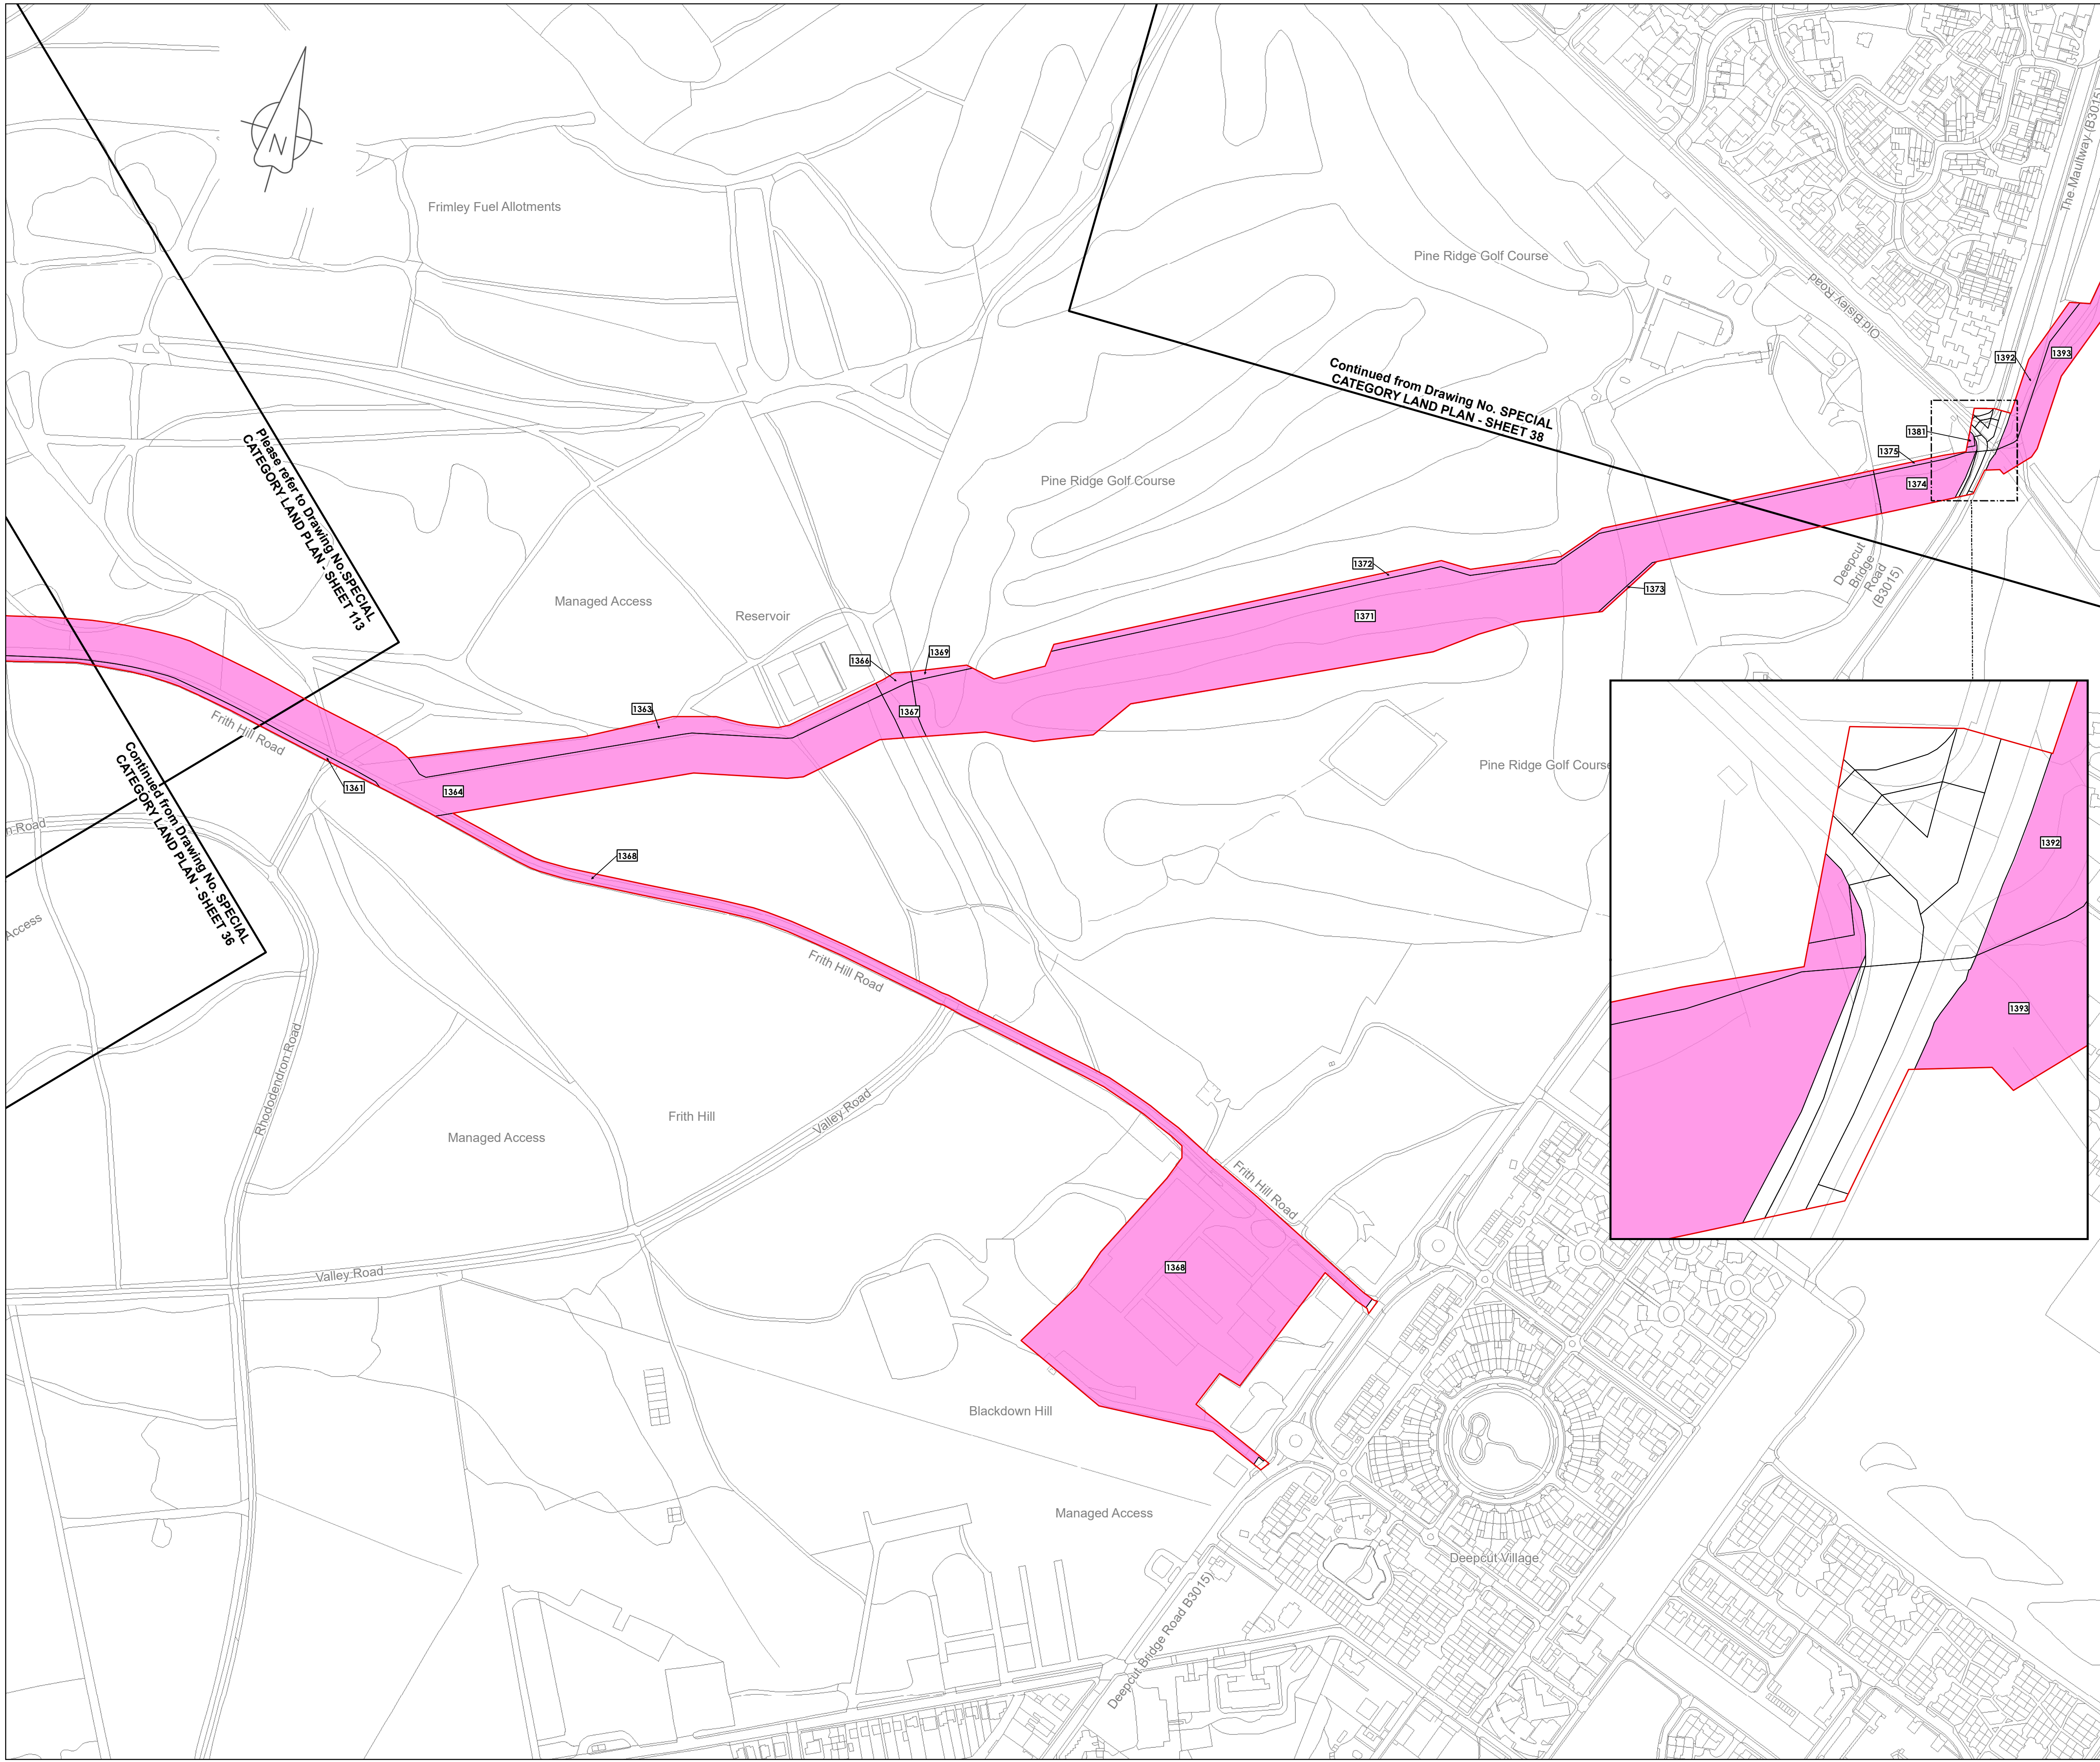 N
Frimley Fuel Allotments
The Maultway (B3015)
Pine Ridge Golf Course
Old Bisley Road
1392
1393
Continued from Drawing No. SPECIAL
CATEGORY LAND PLAN - SHEET 38
1381
1375
1374
Please refer to Drawing No.SPECIAL
CATEGORY LAND PLAN - SHEET 113
Pine Ridge Golf Course
1372
1373
Deepcut
Bridge
Road
(B3015)
Managed Access
Reservoir
1371
1369
1366
1363
1367
Frith Hill Road
Continued from Drawing No. SPECIAL
CATEGORY LAND PLAN - SHEET 36
1361
1364
Pine Ridge Golf Course
n Road
1392
1368
Access
Frith Hill Road
1393
Rhododendron Road
Frith Hill
Valley Road
Managed Access
Frith Hill Road
Valley Road
1368
Blackdown Hill
Managed Access
Deepcut Village
Deepcut Bridge Road B3015)